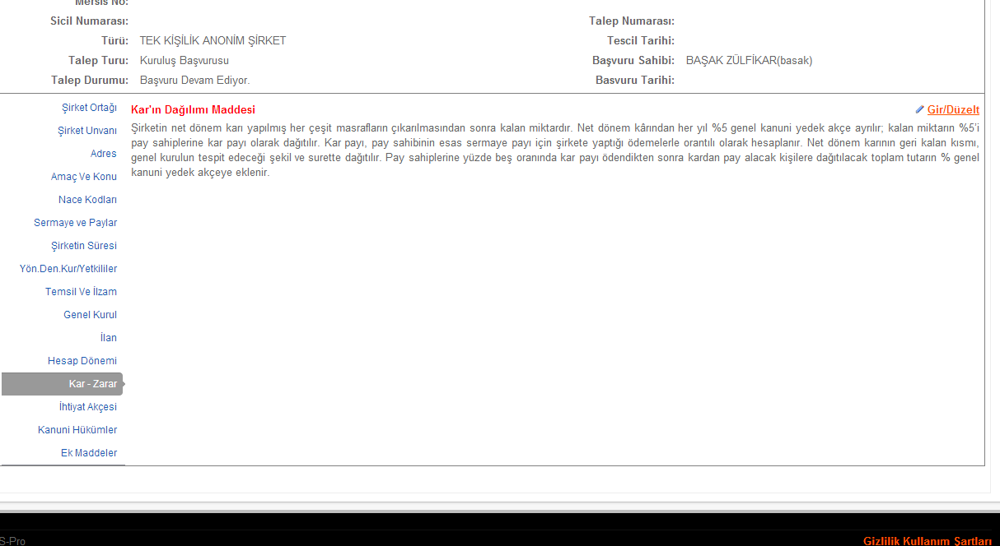 Mersis No:
Sicil Numarası:
Talep Numarası:
Türü: TEK KİŞİLİK ANONİM ŞİRKET
Tescil Tarihi:
Talep Turu: Kuruluş Başvurusu
Başvuru Sahibi: BAŞAK ZÜLFİKAR(basak)
Talep Durumu: Başvuru Devam Ediyor.
Basvuru Tarihi:
Şirket Ortağı
Şirket Unvanı
Adres
Amaç Ve Konu
Nace Kodları
Sermaye ve Paylar
Şirketin Süresi
Yön.Den.Kur/Yetkililer
Temsil Ve İlzam
Genel Kurul
İlan
Hesap Dönemi
Kar - Zarar
İhtiyat Akçesi
Kanuni Hükümler
Ek Maddeler
Kar'ın Dağılımı Maddesi
Gir/Düzelt
Şirketin net dönem karı yapılmış her çeşit masrafların çıkarılmasından sonra kalan miktardır. Net dönem kârından her yıl %5 genel kanuni yedek akçe ayrılır; kalan miktarın %5'i
pay sahiplerine kar payı olarak dağıtılır. Kar payı, pay sahibinin esas sermaye payı için şirkete yaptığı ödemelerle orantılı olarak hesaplanır. Net dönem karının geri kalan kısmı,
genel kurulun tespit edeceği şekil ve surette dağıtılır. Pay sahiplerine yüzde beş oranında kar payı ödendikten sonra kardan pay alacak kişilere dağıtılacak toplam tutarın % genel
kanuni yedek akçeye eklenir.
S-Pro
Gizlilik Kullanım Şartları